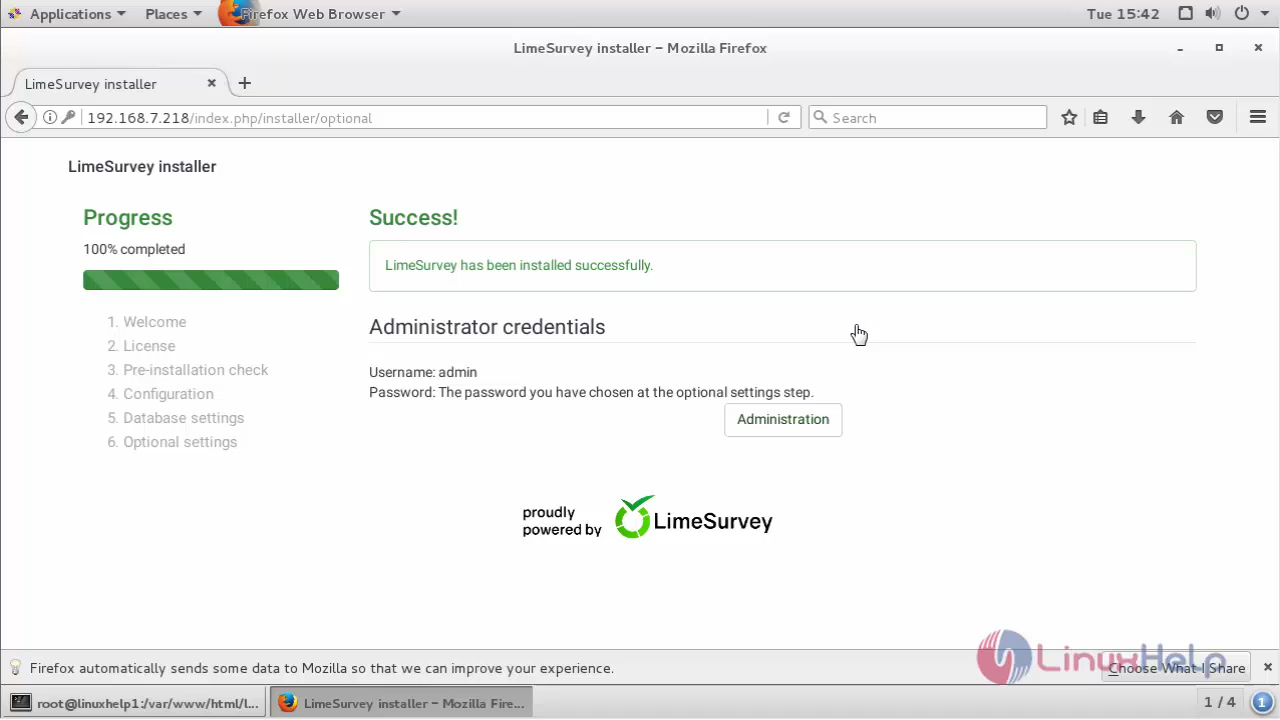 Applications Places Firefox Web Browser Tue 15:42
LimeSurvey installer – Mozilla Firefox
LimeSurvey installer
192.168.7.218/index.php/installer/optional Search
LimeSurvey installer
Progress
100% completed
1. Welcome
2. License
3. Pre-installation check
4. Configuration
5. Database settings
6. Optional settings
Success!
LimeSurvey has been installed successfully.
Administrator credentials
Username: admin
Password: The password you have chosen at the optional settings step.
Administration
proudly
powered by
LimeSurvey
LinuxHelp
Firefox automatically sends some data to Mozilla so that we can improve your experience. Choose What I Share
root@linuxhelp1:/var/www/html/l... LimeSurvey installer – Mozilla Fire... 1 / 4 1